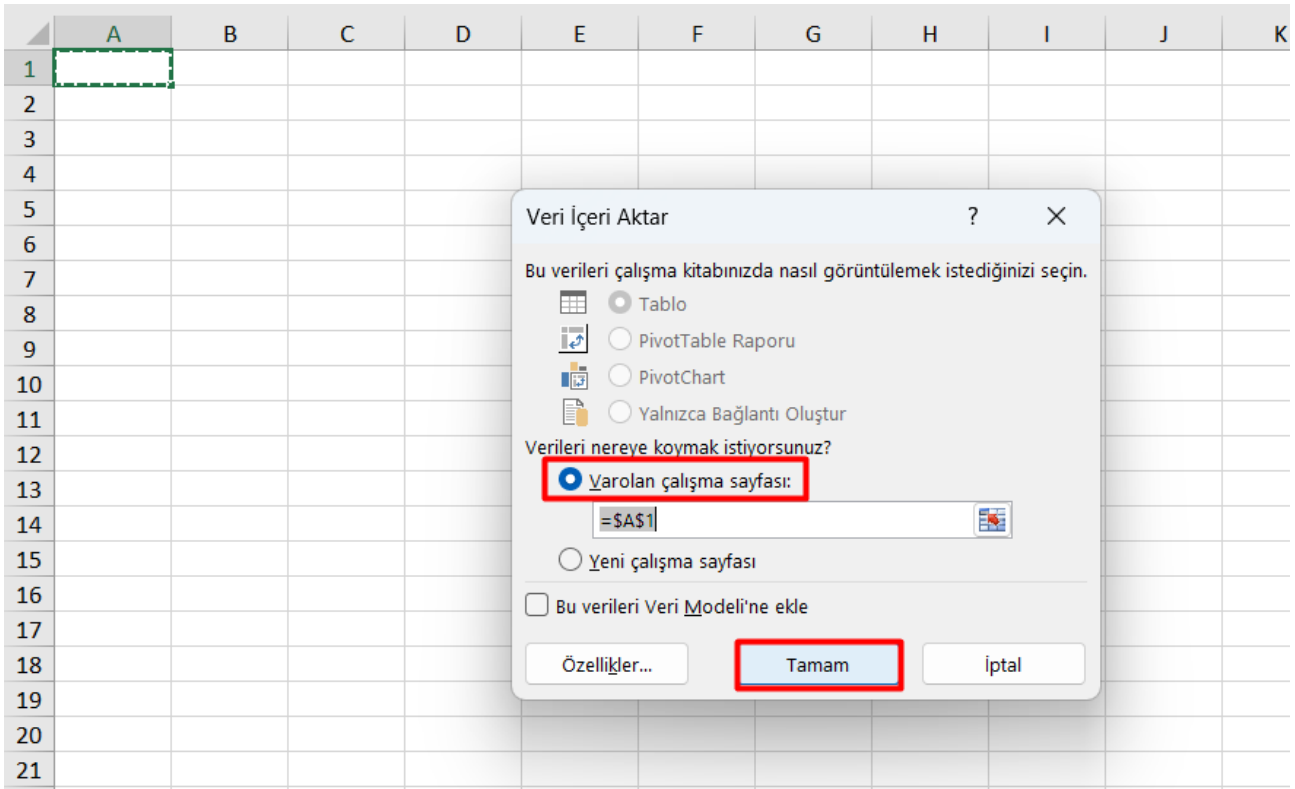 A B C D E F G H I J K
1
2
3
4
5
6
7
8
9
10
11
12
13
14
15
16
17
18
19
20
21
Veri İçeri Aktar ?
Bu verileri çalışma kitabınızda nasıl görüntülemek istediğinizi seçin.
Tablo
PivotTable Raporu
PivotChart
Yalnızca Bağlantı Oluştur
Verileri nereye koymak istiyorsunuz?
Varolan çalışma sayfası:
=$A$1
Yeni çalışma sayfası
Bu verileri Veri Modeli'ne ekle
Özellikler... Tamam İptal